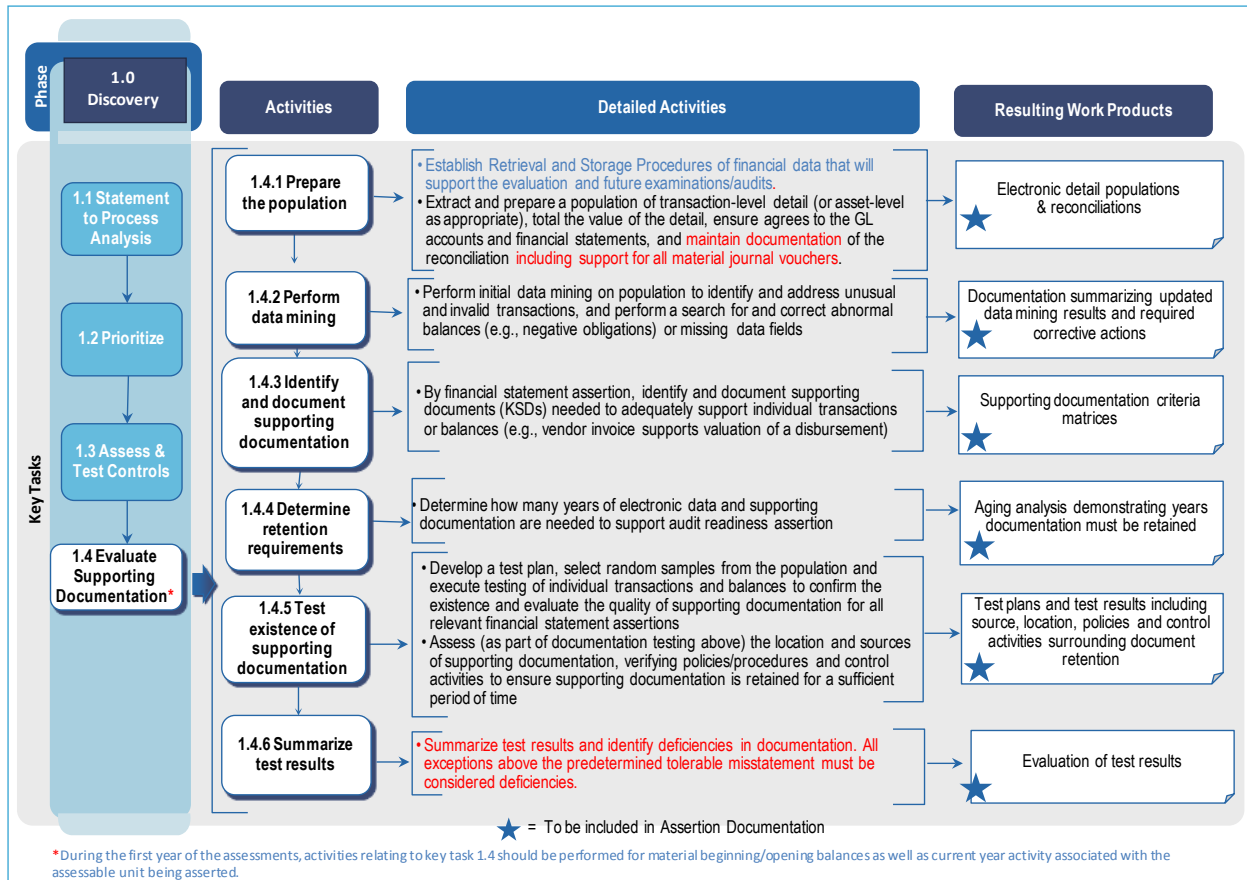 Phase
1.0
Discovery
Activities
Detailed Activities
Resulting Work Products
Key Tasks
1.1 Statement
to Process
Analysis
1.2 Prioritize
1.3 Assess &
Test Controls
1.4 Evaluate
Supporting
Documentation*
1.4.1 Prepare
the population
• Establish Retrieval and Storage Procedures of financial data that will
support the evaluation and future examinations/audits.
• Extract and prepare a population of transaction-level detail (or asset-level
as appropriate), total the value of the detail, ensure agrees to the GL
accounts and financial statements, and maintain documentation of the
reconciliation including support for all material journal vouchers.
Electronic detail populations
& reconciliations
1.4.2 Perform
data mining
• Perform initial data mining on population to identify and address unusual
and invalid transactions, and perform a search for and correct abnormal
balances (e.g., negative obligations) or missing data fields
Documentation summarizing updated
data mining results and required
corrective actions
1.4.3 Identify
and document
supporting
documentation
• By financial statement assertion, identify and document supporting
documents (KSDs) needed to adequately support individual transactions
or balances (e.g., vendor invoice supports valuation of a disbursement)
Supporting documentation criteria
matrices
1.4.4 Determine
retention
requirements
• Determine how many years of electronic data and supporting
documentation are needed to support audit readiness assertion
Aging analysis demonstrating years
documentation must be retained
1.4.5 Test
existence of
supporting
documentation
• Develop a test plan, select random samples from the population and
execute testing of individual transactions and balances to confirm the
existence and evaluate the quality of supporting documentation for all
relevant financial statement assertions
• Assess (as part of documentation testing above) the location and sources
of supporting documentation, verifying policies/procedures and control
activities to ensure supporting documentation is retained for a sufficient
period of time
Test plans and test results including
source, location, policies and control
activities surrounding document
retention
1.4.6 Summarize
test results
• Summarize test results and identify deficiencies in documentation. All
exceptions above the predetermined tolerable misstatement must be
considered deficiencies.
Evaluation of test results
= To be included in Assertion Documentation
*During the first year of the assessments, activities relating to key task 1.4 should be performed for material beginning/opening balances as well as current year activity associated with the
assessable unit being asserted.